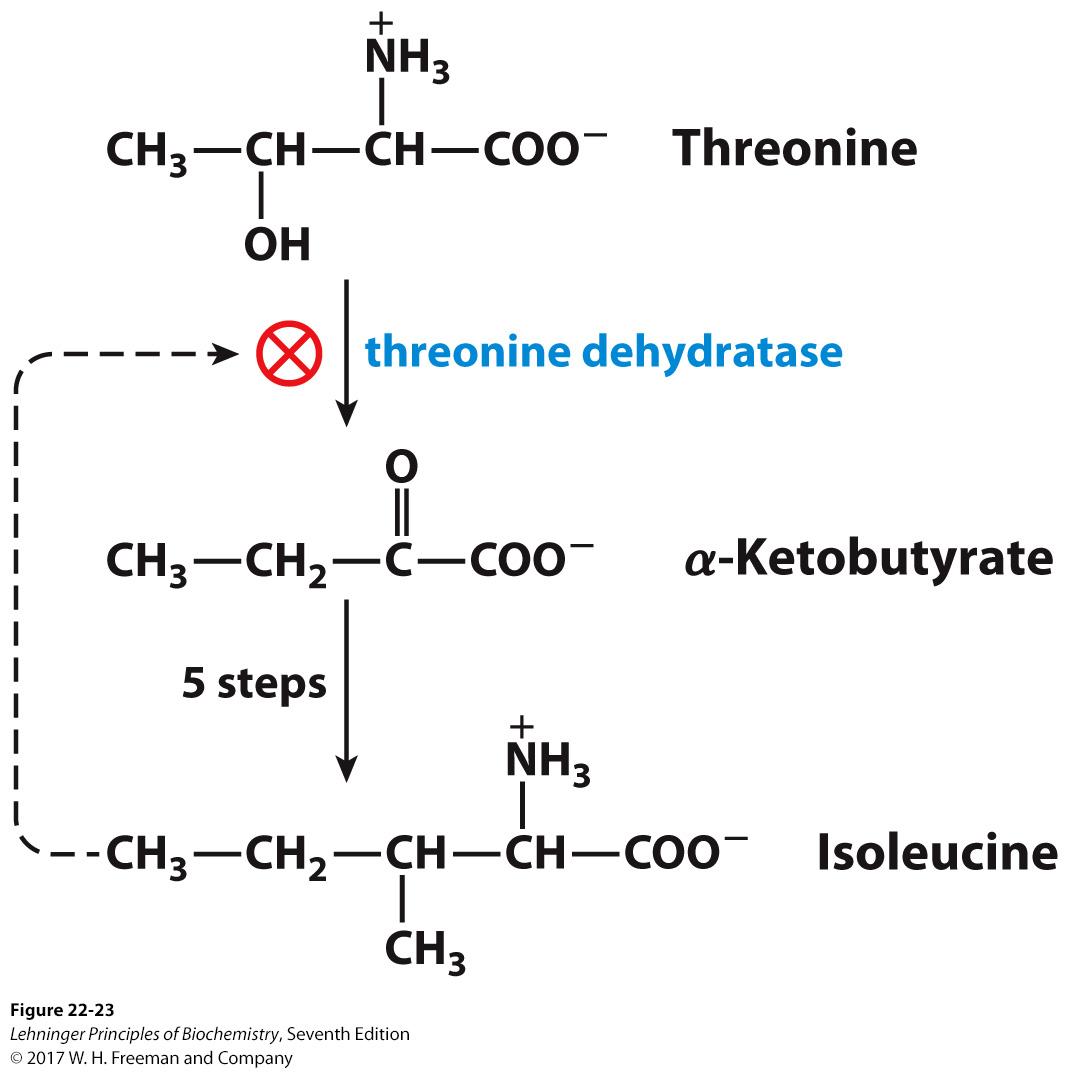 +
NH3
CH3—CH—CH—COO− Threonine
OH
threonine dehydratase
O
CH3—CH2—C—COO− α-Ketobutyrate
5 steps
+
NH3
CH3—CH2—CH—CH—COO− Isoleucine
CH3
Figure 22-23
Lehninger Principles of Biochemistry, Seventh Edition
© 2017 W. H. Freeman and Company